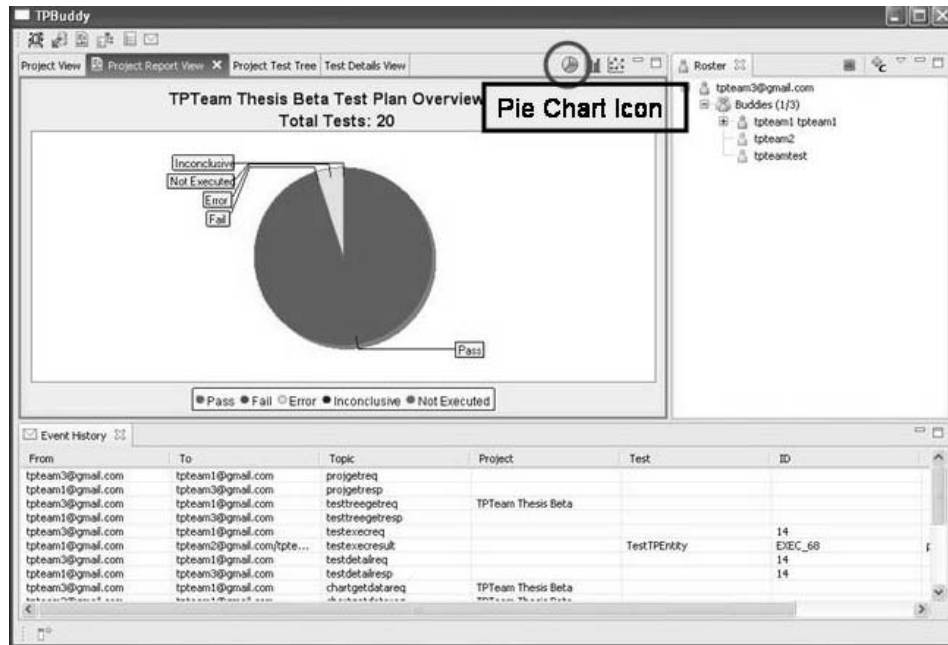 TPBuddy
Project View Project Report View Project Test Tree Test Details View
Roster
TPTeam Thesis Beta Test Plan Overview
Total Tests: 20
Pie Chart Icon
tpteam3@gmail.com
Buddies (1/3)
tpteam1 tpteam1
tpteam2
tpteamtest
Inconclusive
Not Executed
Error
Fail
Pass
Pass Fail Error Inconclusive Not Executed
Event History
From To Topic Project Test ID
tpteam3@gmail.com tpteam1@gmail.com projgetreq
tpteam1@gmail.com tpteam3@gmail.com projgetresp
tpteam3@gmail.com tpteam1@gmail.com testtreegetreq TPTeam Thesis Beta
tpteam1@gmail.com tpteam3@gmail.com testtreegetresp
tpteam3@gmail.com tpteam1@gmail.com testexecreq 14
tpteam1@gmail.com tpteam2@gmail.com/tpte... testexecresult TestTPEntity EXEC_68
tpteam3@gmail.com tpteam1@gmail.com testdetailreq 14
tpteam1@gmail.com tpteam3@gmail.com testdetailresp 14
tpteam3@gmail.com tpteam1@gmail.com chartgetdatareq TPTeam Thesis Beta